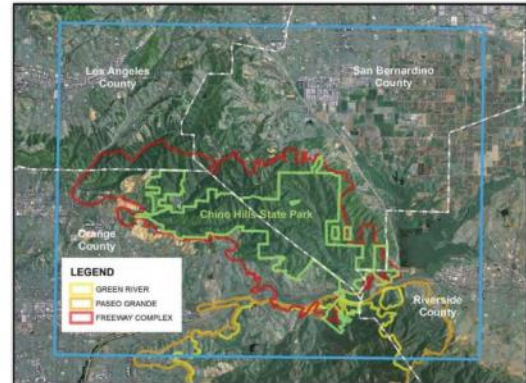 Los Angeles
County
San Bernardino
County
Chino Hills State Park
Orange
County
LEGEND
GREEN RIVER
PASEO GRANDE
FREEWAY COMPLEX
Riverside
County